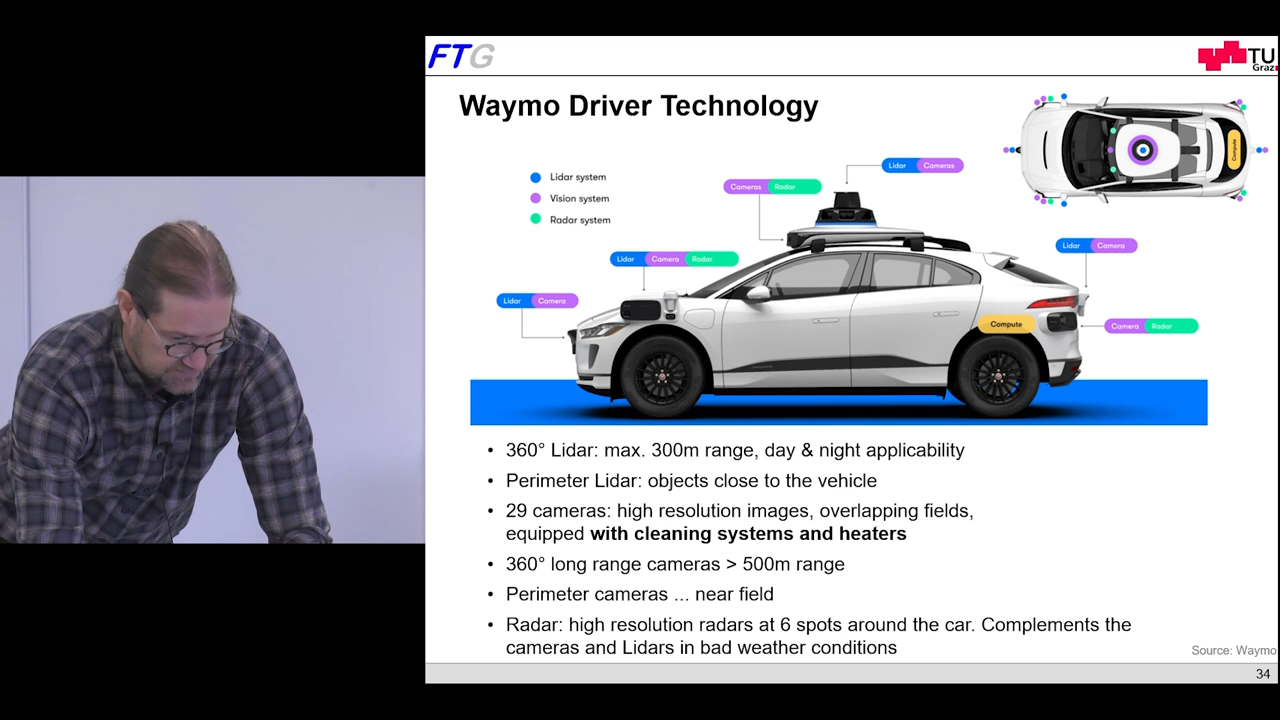 FTG
TU
Graz
Waymo Driver Technology
Lidar system
Vision system
Radar system
Lidar Cameras
Cameras Radar
Lidar Camera Radar
Lidar Camera
Lidar Camera
Camera Radar
Compute
Compute
• 360° Lidar: max. 300m range, day & night applicability
• Perimeter Lidar: objects close to the vehicle
• 29 cameras: high resolution images, overlapping fields,
equipped with cleaning systems and heaters
• 360° long range cameras > 500m range
• Perimeter cameras ... near field
• Radar: high resolution radars at 6 spots around the car. Complements the
cameras and Lidars in bad weather conditions
Source: Waymo
34